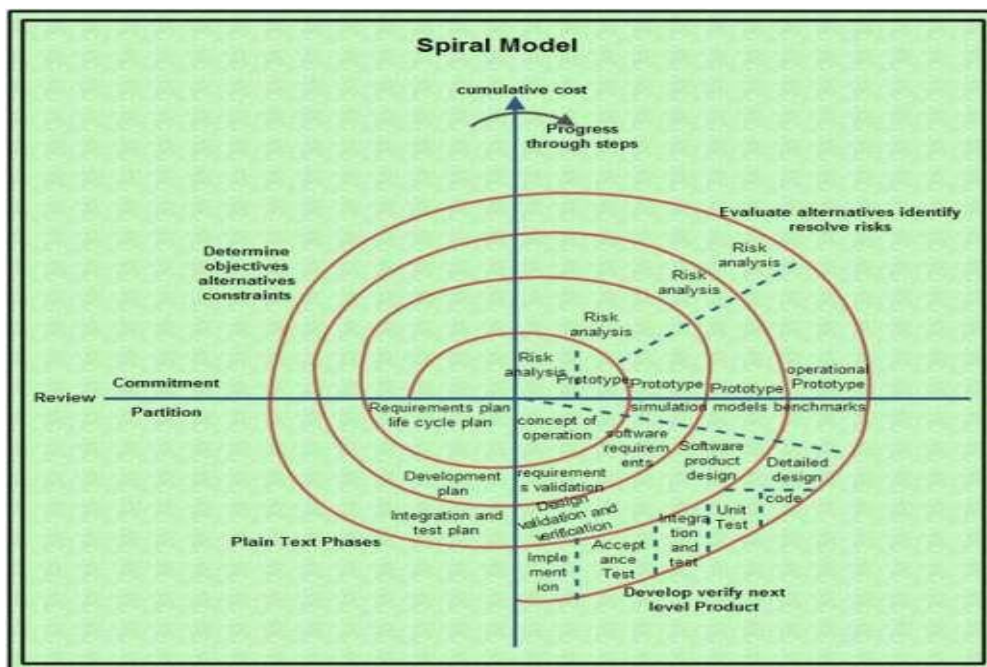 Spiral Model
cumulative cost
Progress
through steps
Evaluate alternatives identify
resolve risks
Determine
objectives
alternatives
constraints
Risk
analysis
Risk
analysis
Risk
analysis
Risk
analysis
Prototype
Prototype
Prototype
operational
Prototype
Review
Commitment
Partition
Requirements plan
life cycle plan
concept of
operation
simulation models benchmarks
software
requirem
ents
Software
product
design
Detailed
design
Development
plan
requirement
s validation
code
Integration and
test plan
Design
validation and
verification
Integra
tion
and
test
Unit
Test
Plain Text Phases
Imple
ment
ion
Accept
ance
Test
Develop verify next
level Product